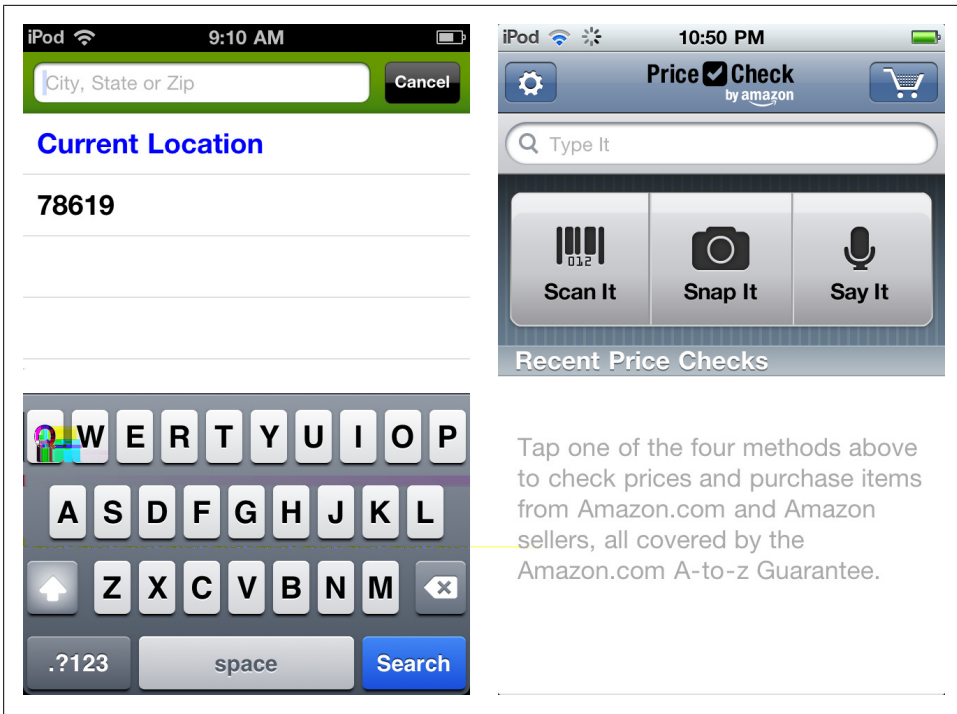 iPod 9:10 AM
City, State or Zip Cancel
Current Location
78619
Q W E R T Y U I O P
A S D F G H J K L
Z X C V B N M
.?123 space Search
iPod 10:50 PM
Price Check
by amazon
Type It
012
Scan It Snap It Say It
Recent Price Checks
Tap one of the four methods above
to check prices and purchase items
from Amazon.com and Amazon
sellers, all covered by the
Amazon.com A-to-z Guarantee.